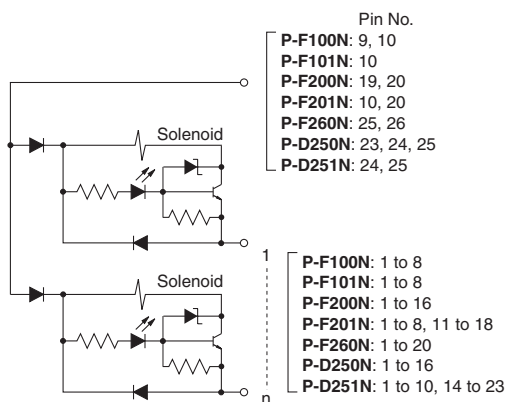 Pin No.
P-F100N: 9, 10
P-F101N: 10
P-F200N: 19, 20
P-F201N: 10, 20
P-F260N: 25, 26
P-D250N: 23, 24, 25
P-D251N: 24, 25
Solenoid
1
Solenoid
P-F100N: 1 to 8
P-F101N: 1 to 8
P-F200N: 1 to 16
P-F201N: 1 to 8, 11 to 18
P-F260N: 1 to 20
P-D250N: 1 to 16
P-D251N: 1 to 10, 14 to 23
n